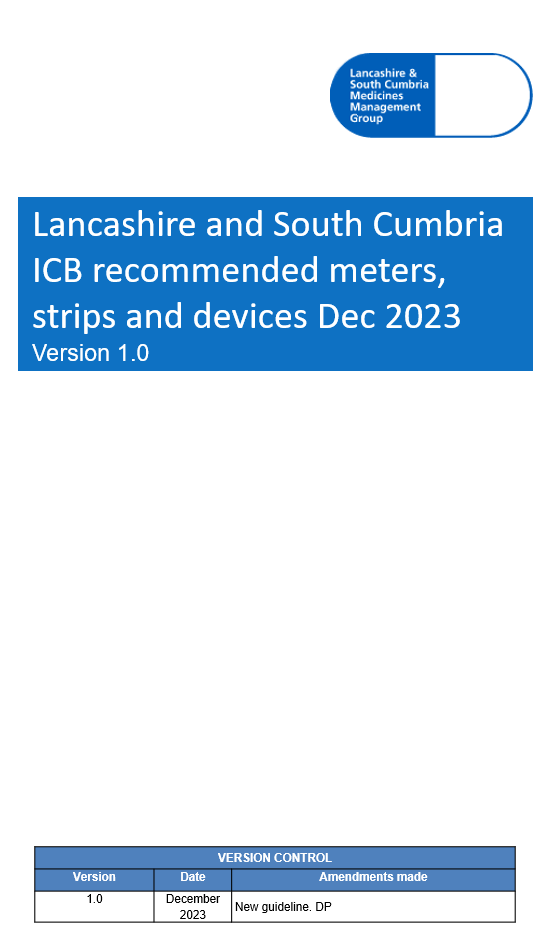 Lancashire &
South Cumbria
Medicines
Management
Group
Lancashire and South Cumbria
ICB recommended meters,
strips and devices Dec 2023
Version 1.0
VERSION CONTROL
Version Date Amendments made
1.0 December
2023 New guideline. DP